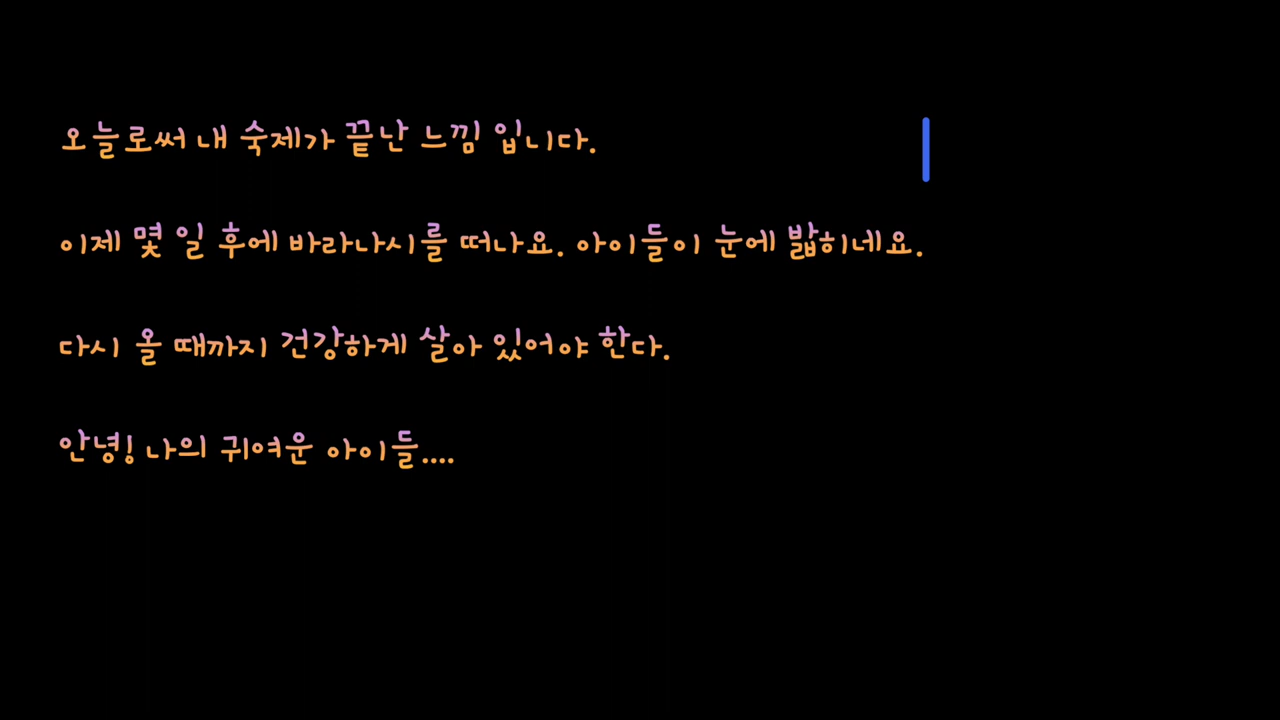 오늘로써 내 숙제가 끝난 느낌 입니다.
이제 몇 일 후에 바라나시를 떠나요. 아이들이 눈에 밟히네요.
다시 올 때까지 건강하게 살아 있어야 한다.
안녕! 나의 귀여운 아이들....